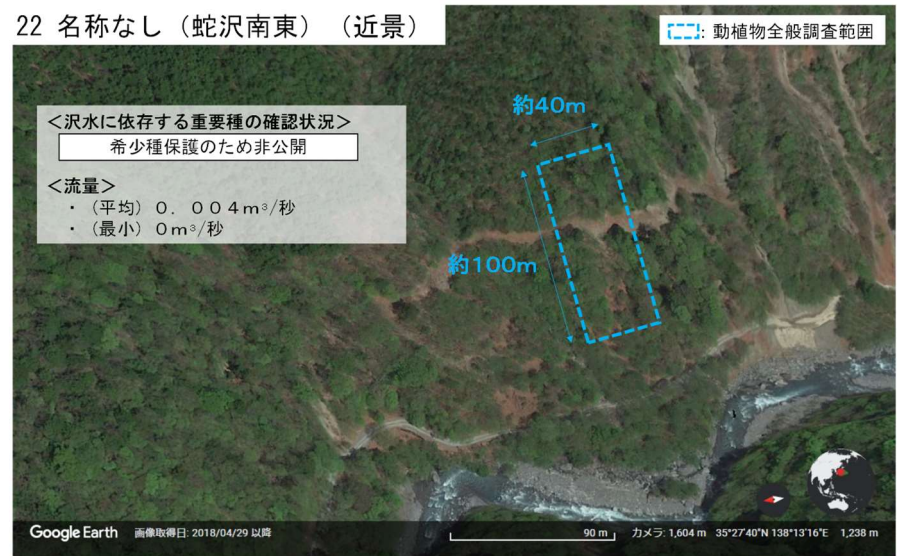 22 名称なし（蛇沢南東）（近景）
: 動植物全般調査範囲
＜沢水に依存する重要種の確認状況＞
希少種保護のため非公開
＜流量＞
・（平均）０．００４ｍ³/秒
・（最小）０ｍ³/秒
約40m
約100m
Google Earth 画像取得日: 2018/04/29 以降
90 m カメラ: 1,604 m 35°27'40"N 138°13'16"E 1,238 m